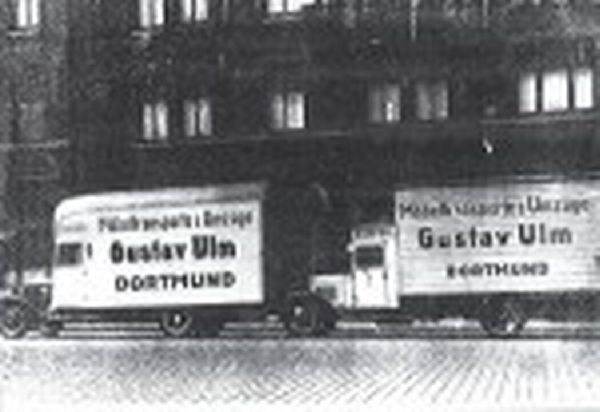 Möbeltransporte u. Umzüge
Gustav Ulm
DORTMUND
Möbeltransporte u. Umzüge
Gustav Ulm
DORTMUND